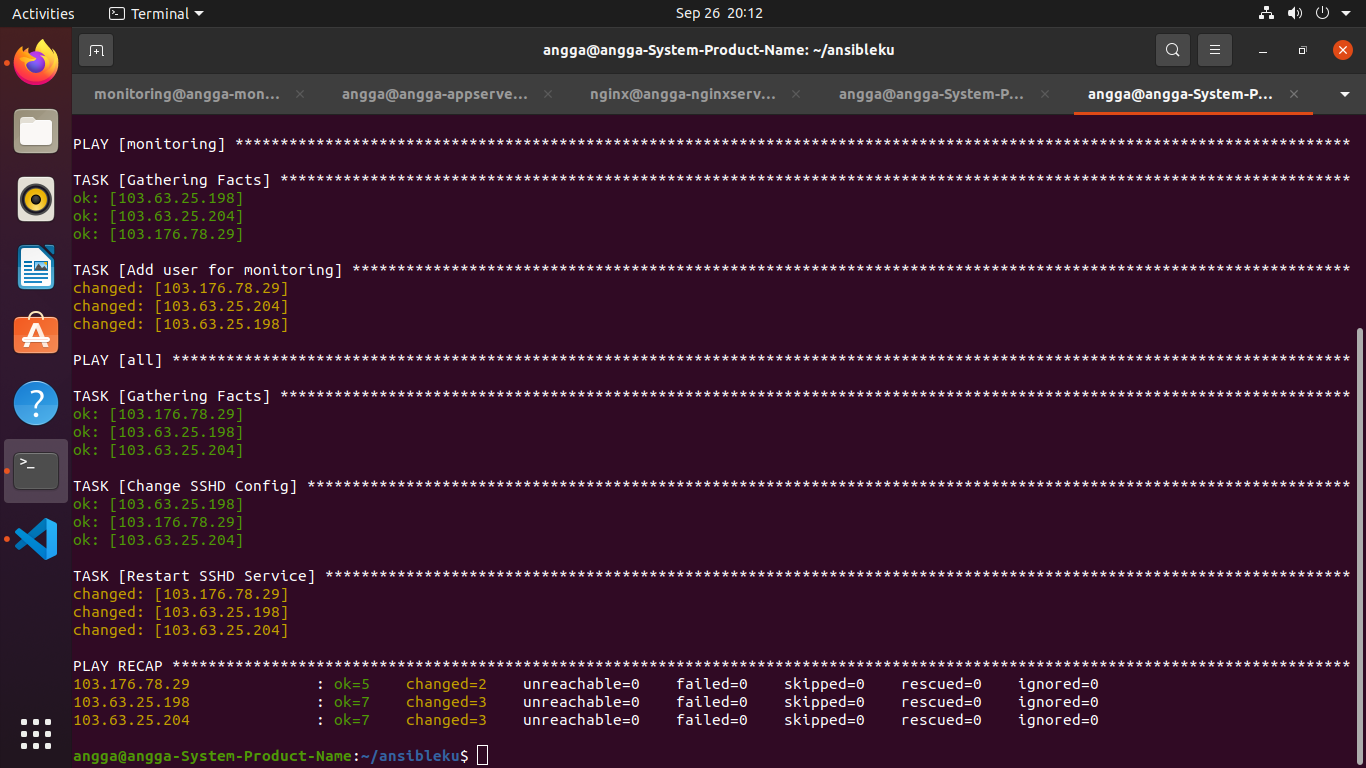 Activities Terminal Sep 26 20:12
angga@angga-System-Product-Name: ~/ansibleku
monitoring@angga-mon... angga@angga-appserve... nginx@angga-nginxserv... angga@angga-System-P... angga@angga-System-P...
PLAY [monitoring] ****************************************************************************************************************************
TASK [Gathering Facts] ***********************************************************************************************************************
ok: [103.63.25.198]
ok: [103.63.25.204]
ok: [103.176.78.29]
TASK [Add user for monitoring] ***************************************************************************************************************
changed: [103.176.78.29]
changed: [103.63.25.204]
changed: [103.63.25.198]
PLAY [all] ***********************************************************************************************************************************
TASK [Gathering Facts] ***********************************************************************************************************************
ok: [103.176.78.29]
ok: [103.63.25.198]
ok: [103.63.25.204]
TASK [Change SSHD Config] ********************************************************************************************************************
ok: [103.63.25.198]
ok: [103.176.78.29]
ok: [103.63.25.204]
TASK [Restart SSHD Service] ******************************************************************************************************************
changed: [103.176.78.29]
changed: [103.63.25.198]
changed: [103.63.25.204]
PLAY RECAP ***********************************************************************************************************************************
103.176.78.29 : ok=5 changed=2 unreachable=0 failed=0 skipped=0 rescued=0 ignored=0
103.63.25.198 : ok=7 changed=3 unreachable=0 failed=0 skipped=0 rescued=0 ignored=0
103.63.25.204 : ok=7 changed=3 unreachable=0 failed=0 skipped=0 rescued=0 ignored=0
angga@angga-System-Product-Name:~/ansibleku$